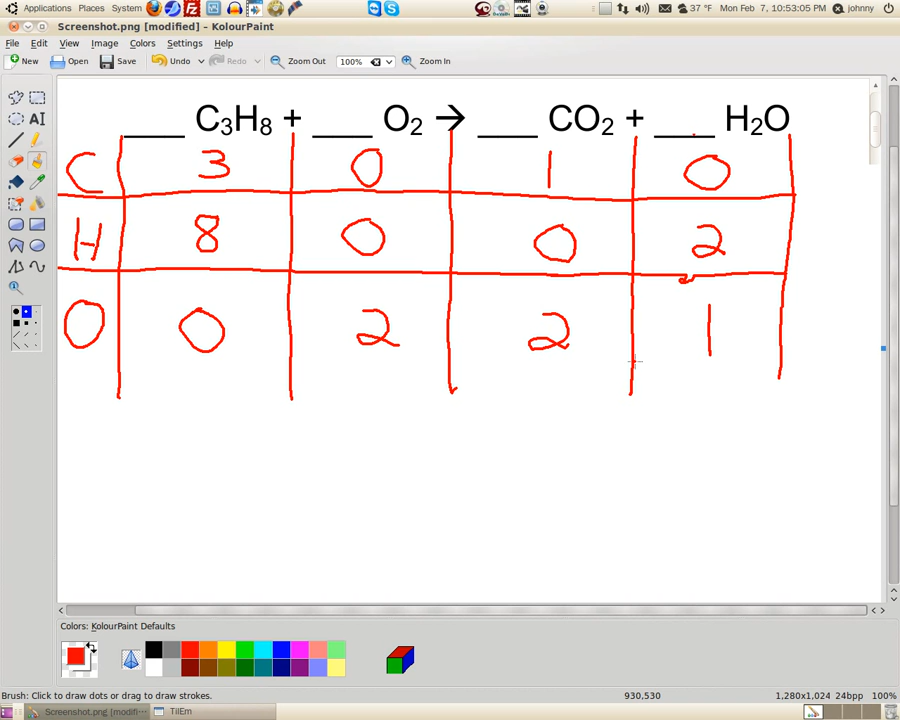 Applications Places System 37 °F Mon Feb 7, 10:53:05 PM johnny
Screenshot.png [modified] – KolourPaint
File Edit View Image Colors Settings Help
New Open Save Undo Redo Zoom Out 100% Zoom In
___ C₃H₈ + ___ O₂ → ___ CO₂ + ___ H₂O
C 3 0 1 0
H 8 0 0 2
O 0 2 2 1
Colors: KolourPaint Defaults
Brush: Click to draw dots or drag to draw strokes. 930,530 1,280x1,024 24bpp 100%
Screenshot.png [modifi TilEm